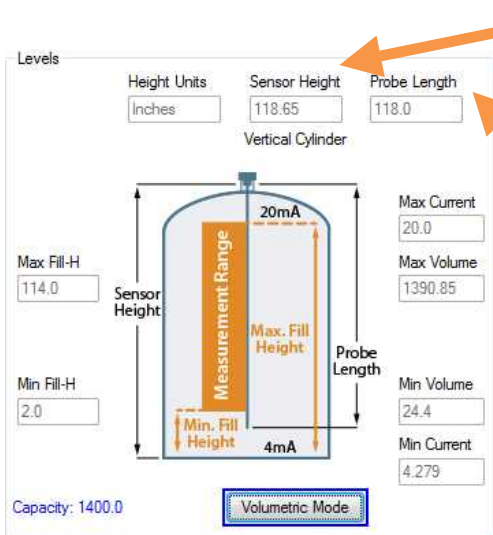 Levels
Height Units
Sensor Height
Probe Length
Inches
118.65
118.0
Vertical Cylinder
20mA
Max Current
20.0
Max Fill-H
114.0
Max Volume
1390.85
Measurement Range
Sensor
Height
Max. Fill
Height
Probe
Length
Min Fill-H
2.0
Min Volume
24.4
Min. Fill
Height
4mA
Min Current
4.279
Capacity: 1400.0
Volumetric Mode